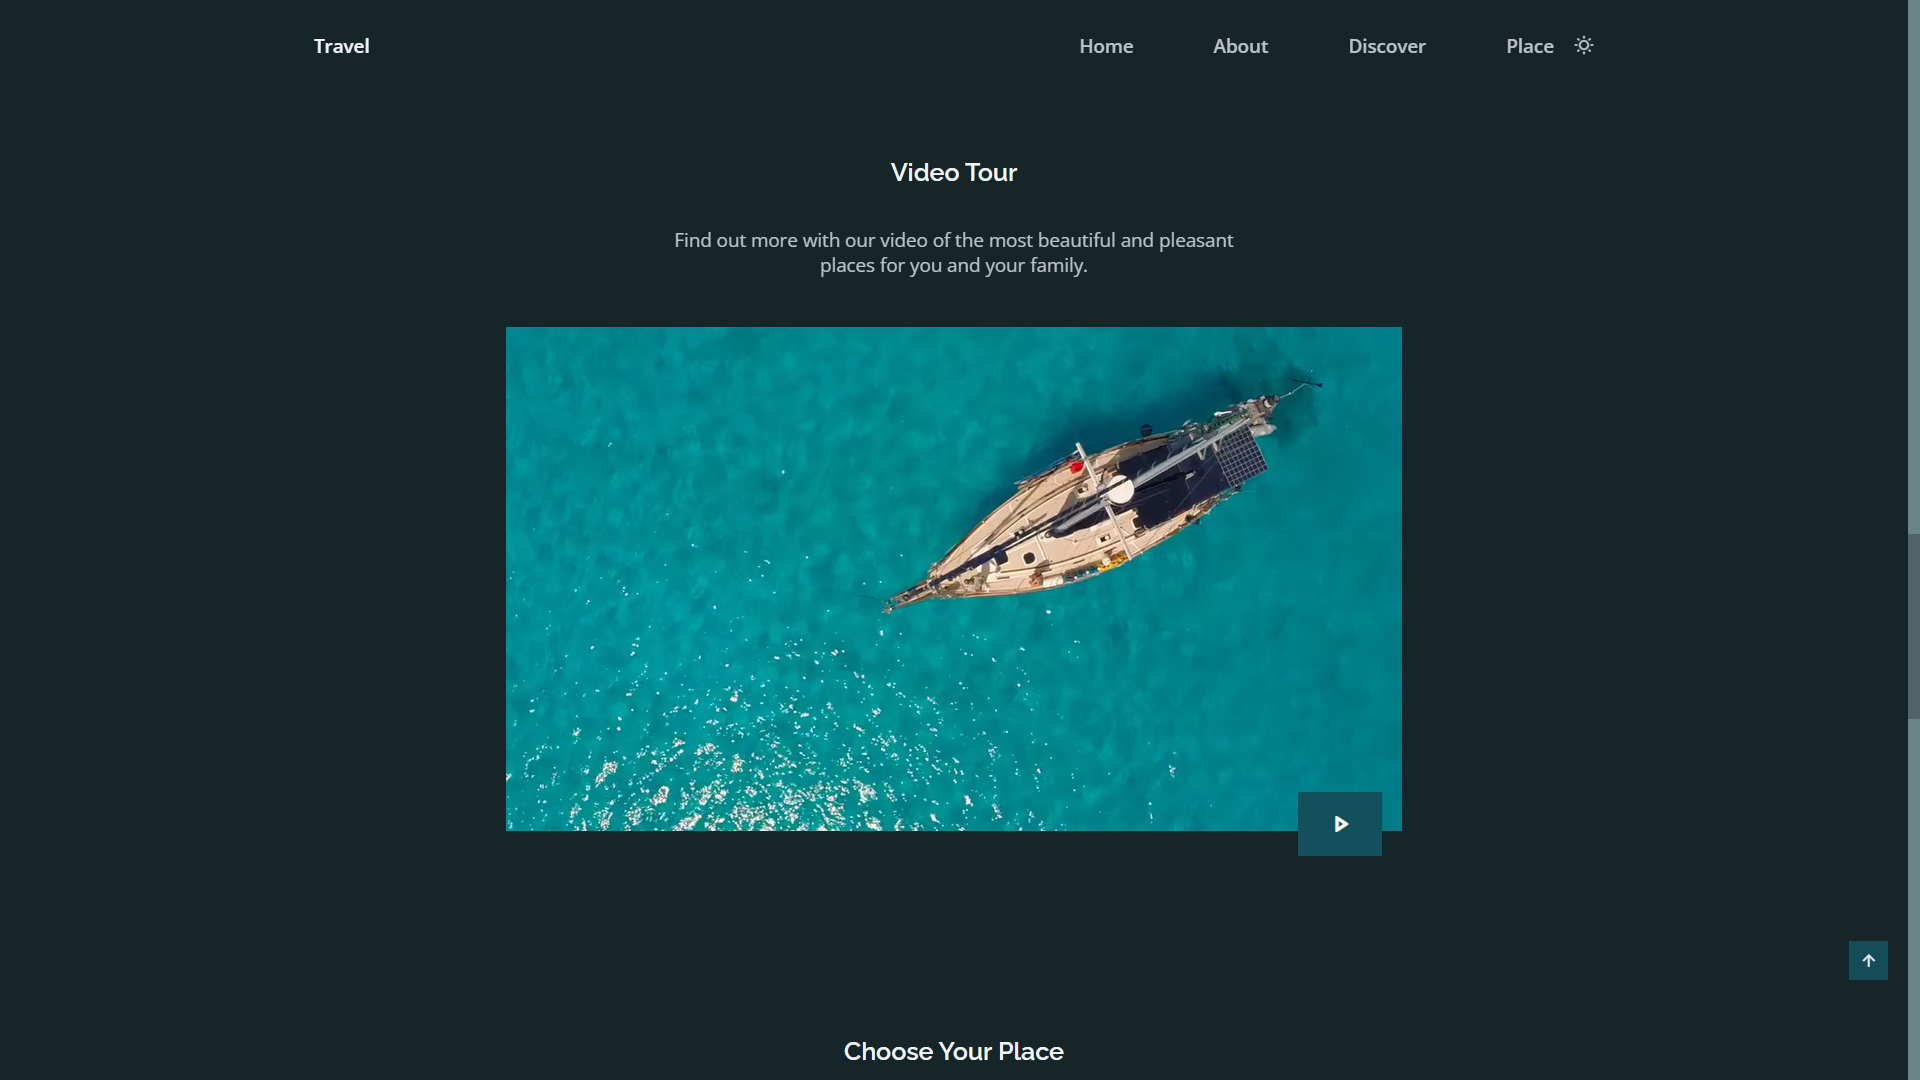 Travel
Home
About
Discover
Place
Video Tour
Find out more with our video of the most beautiful and pleasant
places for you and your family.
Choose Your Place